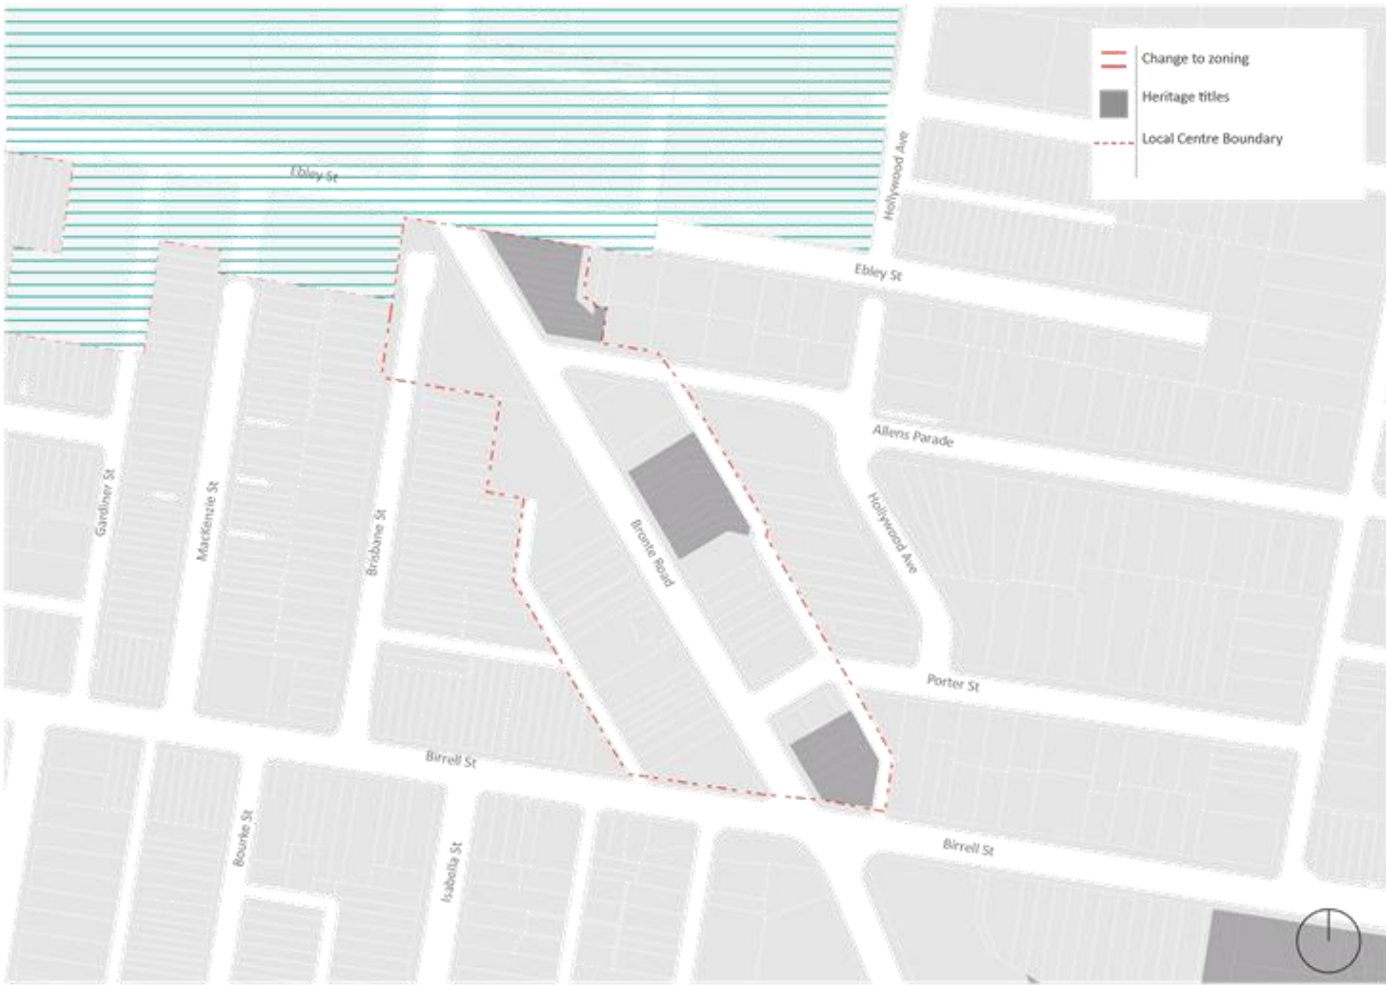 Change to zoning
Heritage titles
Local Centre Boundary
Ebley St
Hollywood Ave
Ebley St
Allens Parade
Gardiner St
MacKenzie St
Brisbane St
Bronte Road
Hollywood Ave
Porter St
Birrell St
Bourke St
Isabella St
Birrell St